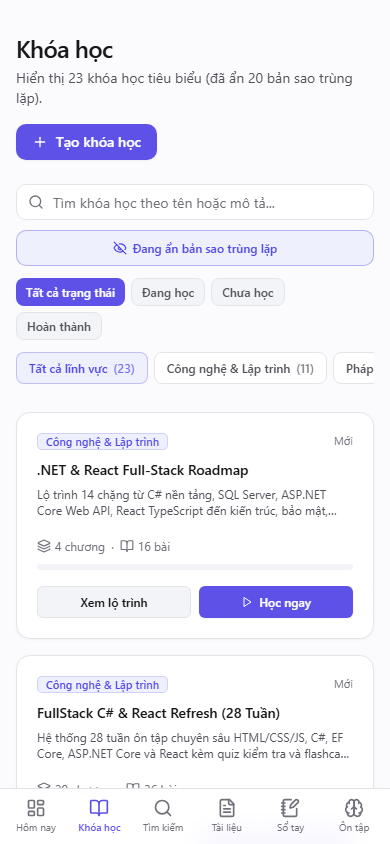 Khóa học
Hiển thị 23 khóa học tiêu biểu (đã ẩn 20 bản sao trùng
lặp).
Tạo khóa học
Tìm khóa học theo tên hoặc mô tả...
Đang ẩn bản sao trùng lặp
Tất cả trạng thái Đang học Chưa học
Hoàn thành
Tất cả lĩnh vực (23) Công nghệ & Lập trình (11) Pháp
Công nghệ & Lập trình Mới
.NET & React Full-Stack Roadmap
Lộ trình 14 chặng từ C# nền tảng, SQL Server, ASP.NET
Core Web API, React TypeScript đến kiến trúc, bảo mật,...
4 chương · 16 bài
Xem lộ trình Học ngay
Công nghệ & Lập trình Mới
FullStack C# & React Refresh (28 Tuần)
Hệ thống 28 tuần ôn tập chuyên sâu HTML/CSS/JS, C#, EF
Core, ASP.NET Core và React kèm quiz kiểm tra và flashca...
Hôm nay Khóa học Tìm kiếm Tài liệu Sổ tay Ôn tập